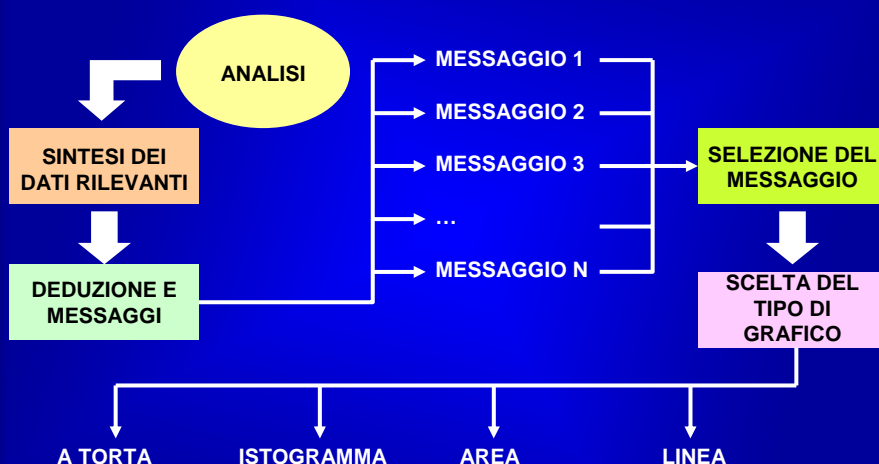 ANALISI
SINTESI DEI
DATI RILEVANTI
DEDUZIONE E
MESSAGGI
MESSAGGIO 1
MESSAGGIO 2
MESSAGGIO 3
...
MESSAGGIO N
SELEZIONE DEL
MESSAGGIO
SCELTA DEL
TIPO DI
GRAFICO
A TORTA
ISTOGRAMMA
AREA
LINEA